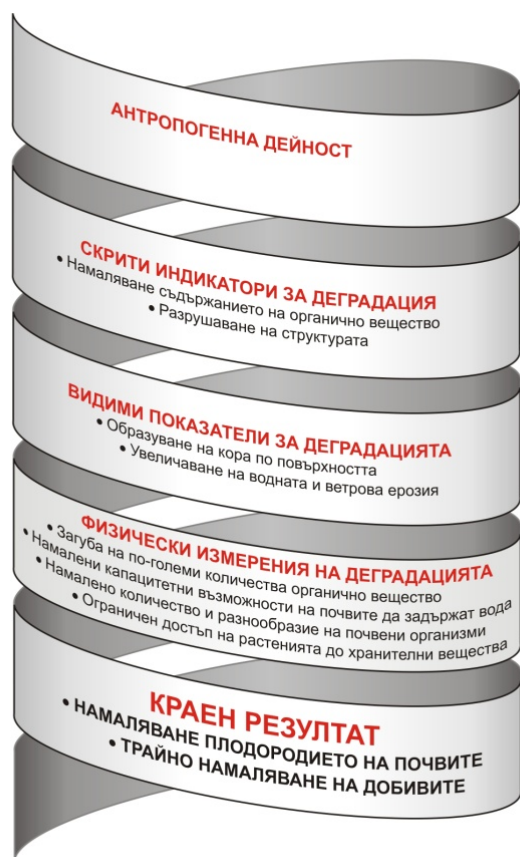 АНТРОПОГЕННА ДЕЙНОСТ
СКРИТИ ИНДИКАТОРИ ЗА ДЕГРАДАЦИЯ
• Намаляване съдържанието на органично вещество
• Разрушаване на структурата
ВИДИМИ ПОКАЗАТЕЛИ ЗА ДЕГРАДАЦИЯТА
• Образуване на кора по повърхността
• Увеличаване на водната и ветрова ерозия
ФИЗИЧЕСКИ ИЗМЕРЕНИЯ НА ДЕГРАДАЦИЯТА
• Загуба на по-големи количества органично вещество
• Намалени капацитетни възможности на почвите да задържат вода
• Намалено количество и разнообразие на почвени организми
• Ограничен достъп на растенията до хранителни вещества
КРАЕН РЕЗУЛТАТ
• НАМАЛЯВАНЕ ПЛОДОРОДИЕТО НА ПОЧВИТЕ
• ТРАЙНО НАМАЛЯВАНЕ НА ДОБИВИТЕ